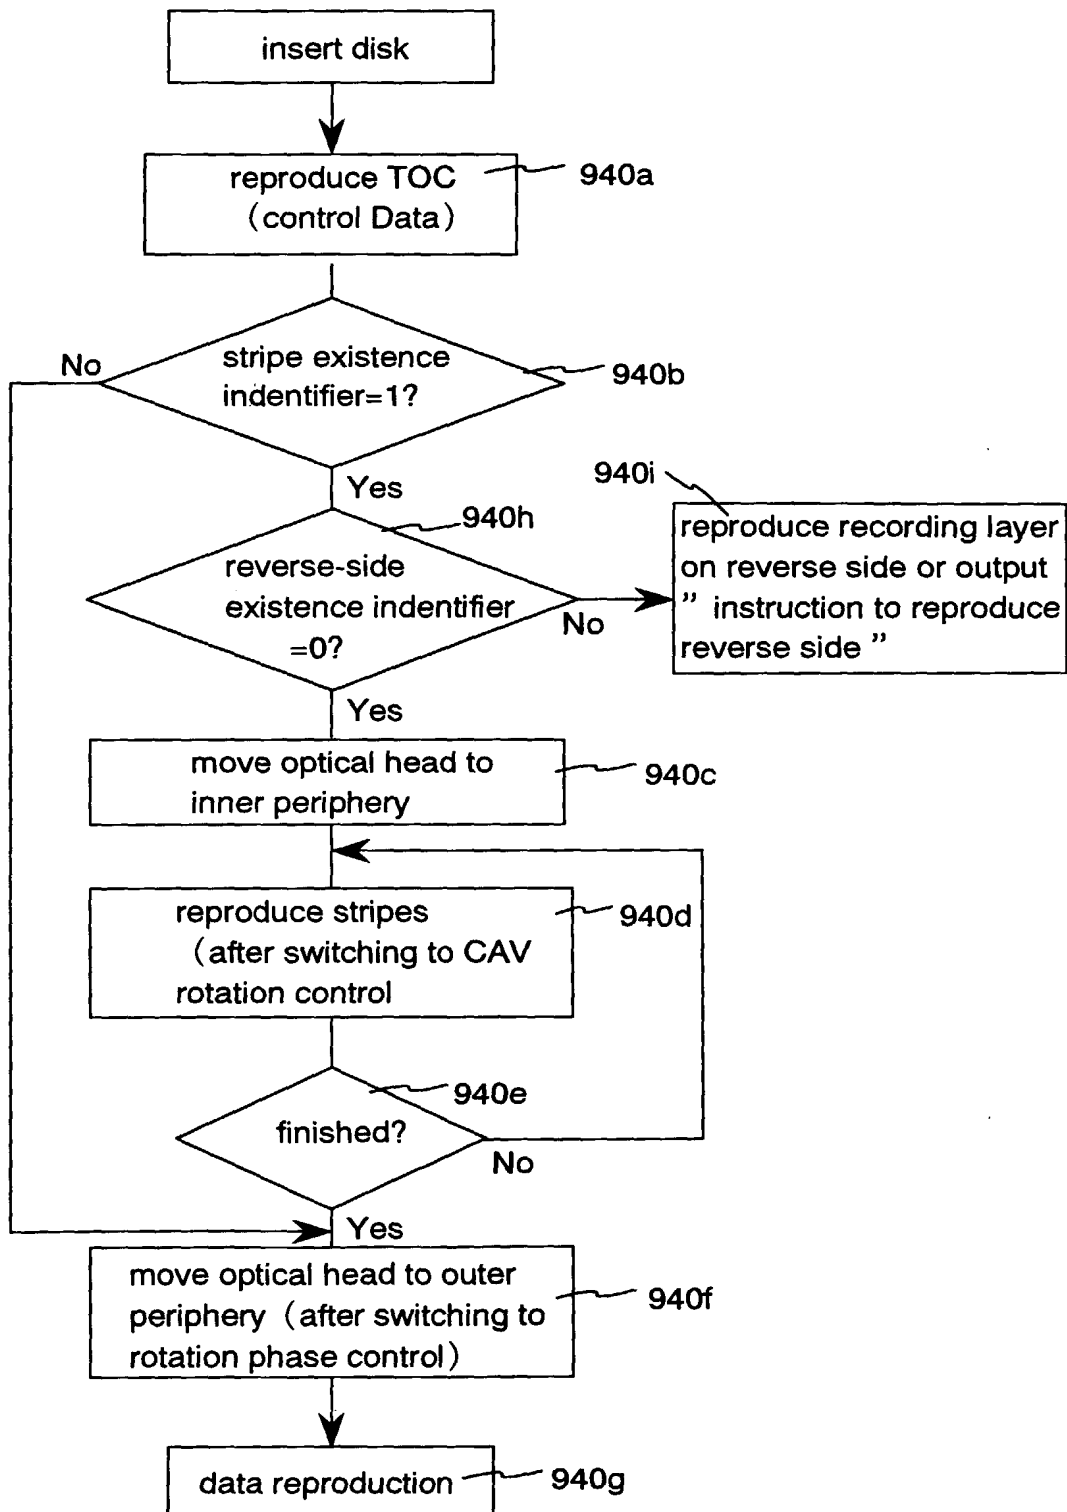 insert disk
reproduce TOC
(control Data)
940a
No
stripe existence
indentifier=1?
940b
Yes
940h
940i
reverse-side
existence indentifier
=0?
No
reproduce recording layer
on reverse side or output
” instruction to reproduce
reverse side ”
Yes
move optical head to
inner periphery
940c
reproduce stripes
(after switching to CAV
rotation control
940d
940e
finished?
No
Yes
move optical head to outer
periphery (after switching to
rotation phase control)
940f
data reproduction
940g